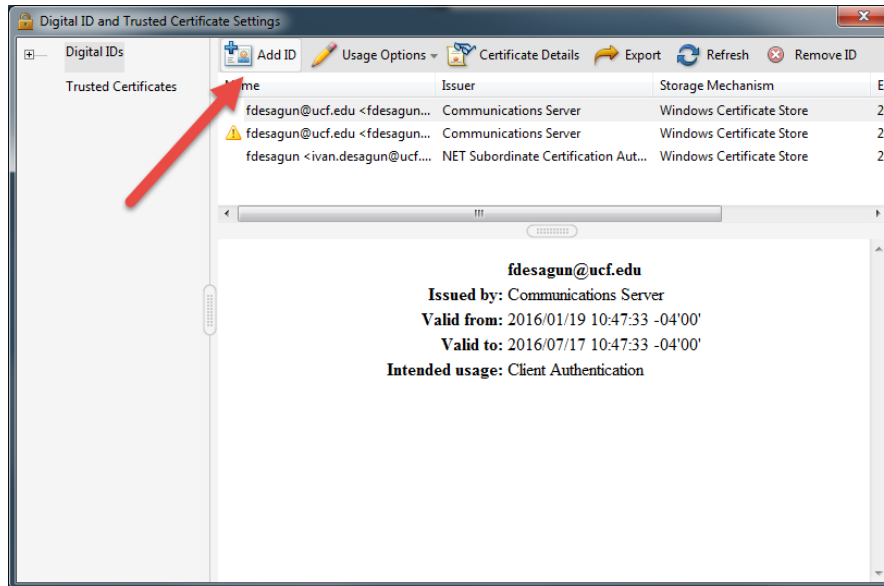 Digital ID and Trusted Certificate Settings
Digital IDs
Trusted Certificates
Add ID Usage Options Certificate Details Export Refresh Remove ID
me Issuer Storage Mechanism E
fdesagun@ucf.edu <fdesagun... Communications Server Windows Certificate Store 2
fdesagun@ucf.edu <fdesagun... Communications Server Windows Certificate Store 2
fdesagun <ivan.desagun@ucf.... NET Subordinate Certification Aut... Windows Certificate Store 2
fdesagun@ucf.edu
Issued by: Communications Server
Valid from: 2016/01/19 10:47:33 -04'00'
Valid to: 2016/07/17 10:47:33 -04'00'
Intended usage: Client Authentication